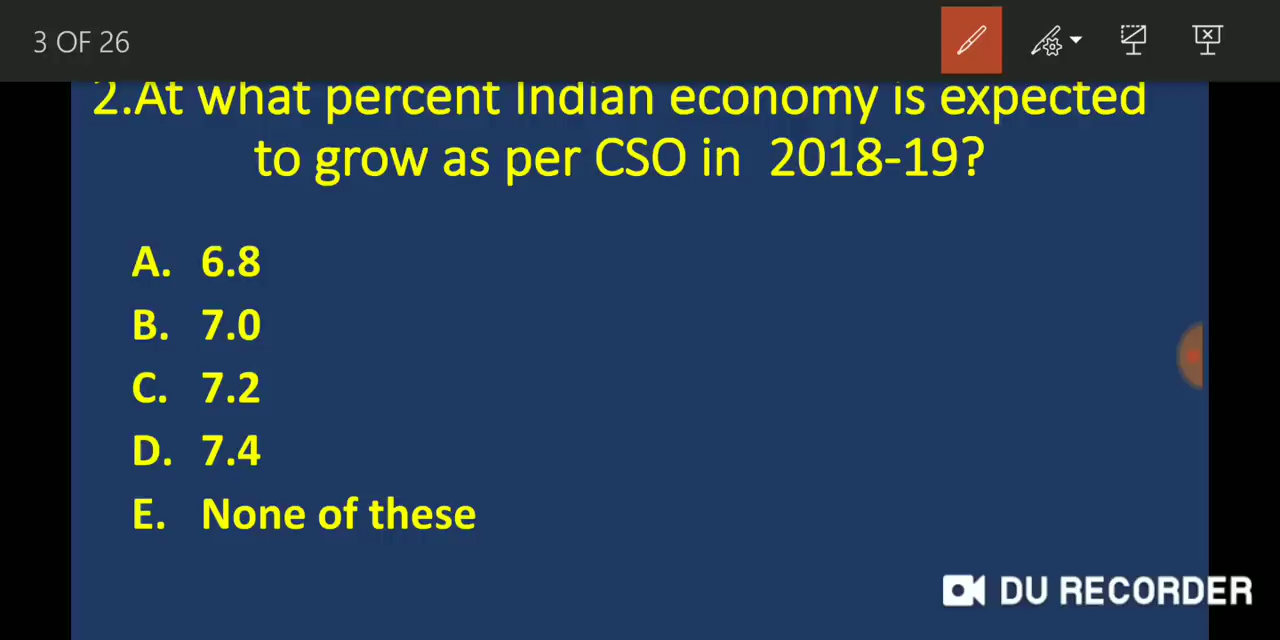 3 OF 26
2.At what percent Indian economy is expected
to grow as per CSO in 2018-19?
A. 6.8
B. 7.0
C. 7.2
D. 7.4
E. None of these
DU RECORDER